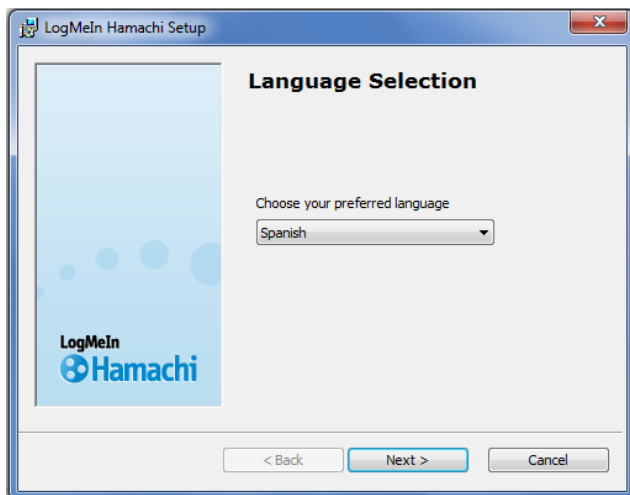 LogMeIn Hamachi Setup
Language Selection
Choose your preferred language
Spanish
LogMeIn
Hamachi
< Back
Next >
Cancel